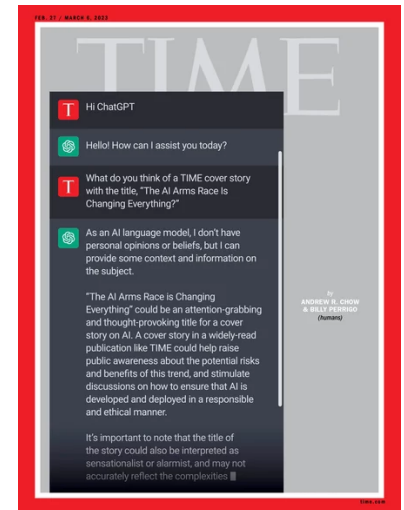 FEB. 27 / MARCH 6, 2023
TIME
T Hi ChatGPT
Hello! How can I assist you today?
T What do you think of a TIME cover story
with the title, "The AI Arms Race Is
Changing Everything?"
As an AI language model, I don't have
personal opinions or beliefs, but I can
provide some context and information on
the subject.
"The AI Arms Race is Changing
Everything" could be an attention-grabbing
and thought-provoking title for a cover
story on AI. A cover story in a widely-read
publication like TIME could help raise
public awareness about the potential risks
and benefits of this trend, and stimulate
discussions on how to ensure that AI is
developed and deployed in a responsible
and ethical manner.
It's important to note that the title of
the story could also be interpreted as
sensationalist or alarmist, and may not
accurately reflect the complexities
by
ANDREW R. CHOW
& BILLY PERRIGO
(humans)
time.com